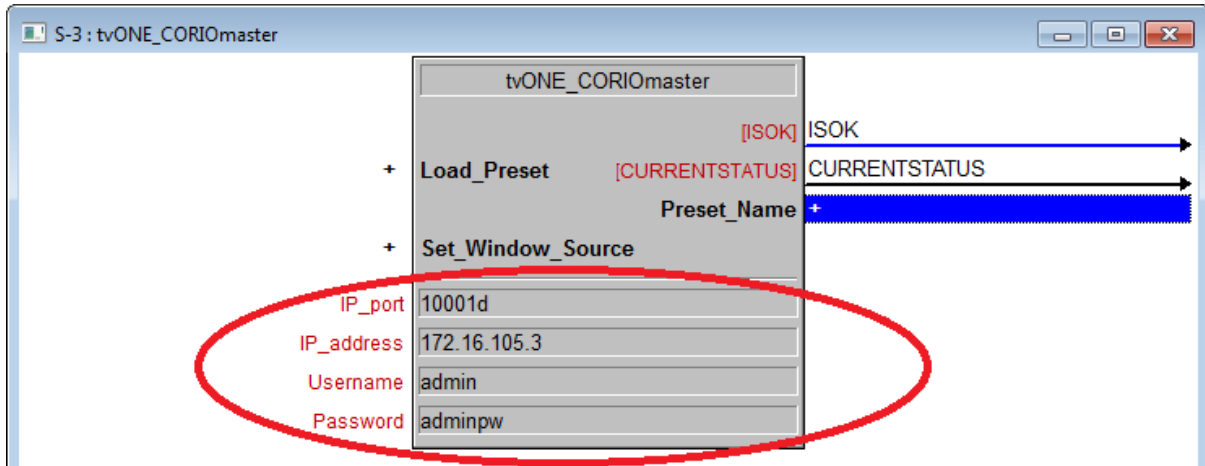 S-3 : tvONE_CORIOmaster
tvONE_CORIOmaster
[ISOK] ISOK
+ Load_Preset [CURRENTSTATUS] CURRENTSTATUS
Preset_Name +
+ Set_Window_Source
IP_port 10001d
IP_address 172.16.105.3
Username admin
Password adminpw